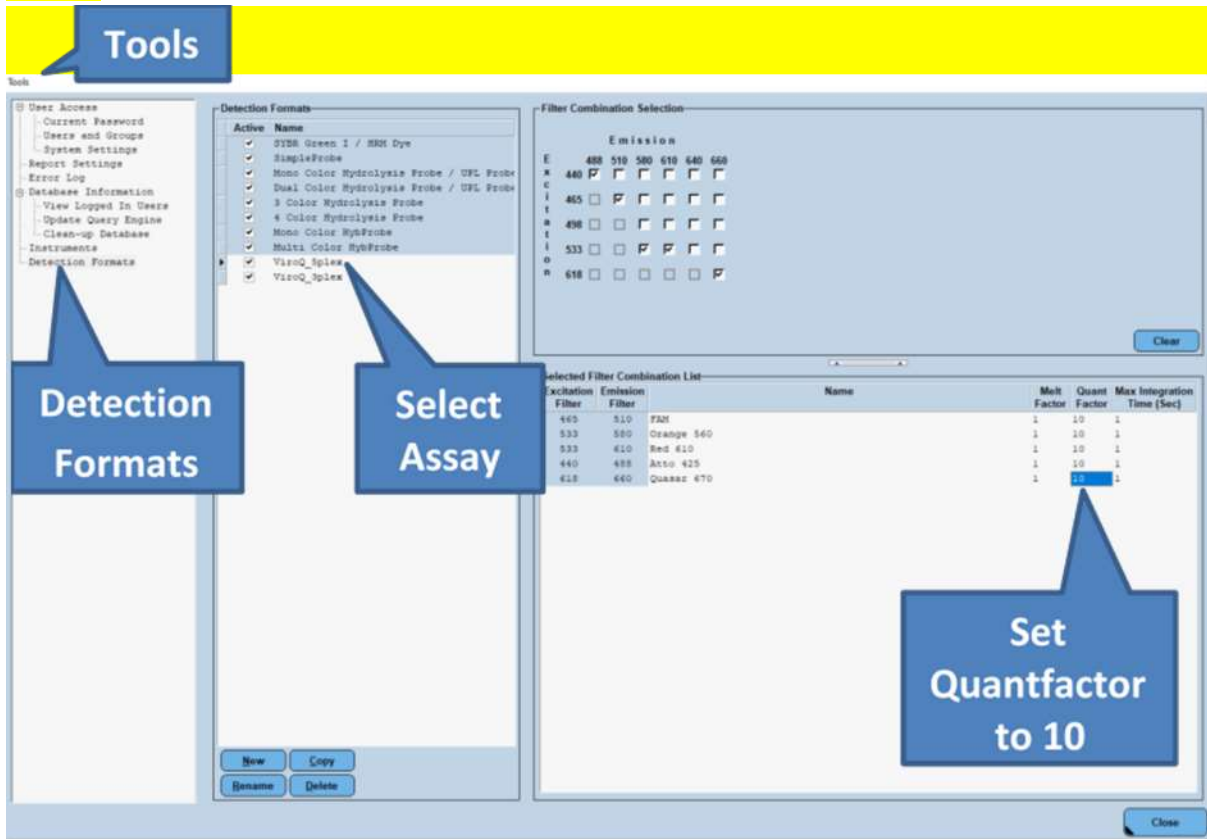 Tools
Tools
User Access
Current Password
Users and Groups
System Settings
Report Settings
Error Log
Database Information
View Logged In Users
Update Query Engine
Clean-up Database
Instruments
Detection Formats
Detection Formats
Active Name
SYBR Green I / HRM Dye
SimpleProbe
Mono Color Hydrolysis Probe / UPL Probe
Dual Color Hydrolysis Probe / UPL Probe
3 Color Hydrolysis Probe
4 Color Hydrolysis Probe
Mono Color HybProbe
Multi Color HybProbe
ViroQ_5plex
ViroQ_3plex
New Copy
Rename Delete
Filter Combination Selection
Emission
Excitation
488 510 580 610 640 660
440
465
498
533
618
Clear
Selected Filter Combination List
Excitation Filter Emission Filter Name Melt Factor Quant Factor Max Integration Time (Sec)
465 510 FAM 1 10 1
533 580 Orange 560 1 10 1
533 610 Red 610 1 10 1
440 488 Atto 425 1 10 1
618 660 Quasar 670 1 10 1
Detection
Formats
Select
Assay
Set
Quantfactor
to 10
Close